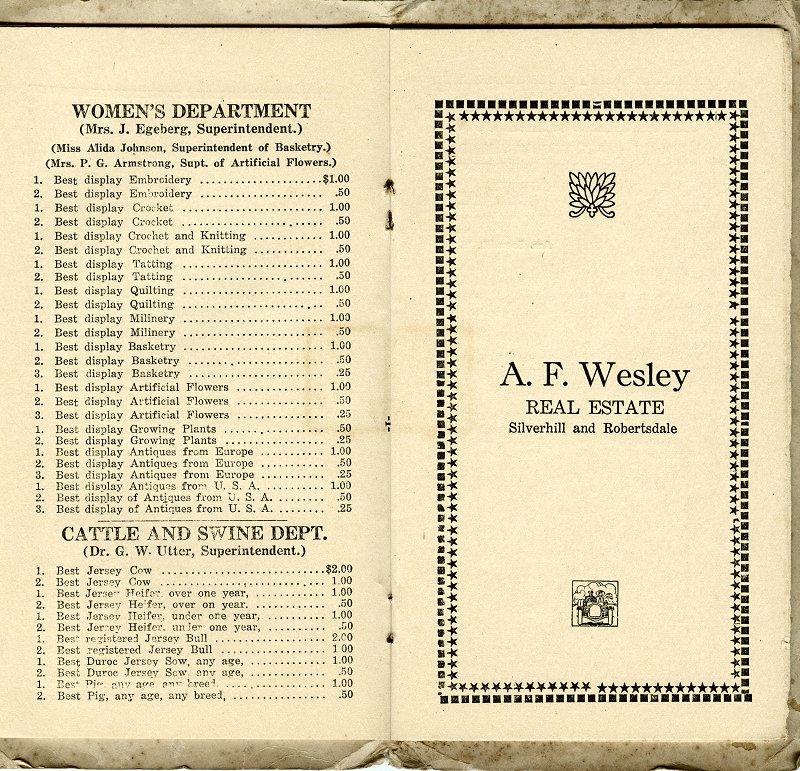 WOMEN'S DEPARTMENT
(Mrs. J. Egeberg, Superintendent.)
(Miss Alida Johnson, Superintendent of Basketry.)
(Mrs. P. G. Armstrong, Supt. of Artificial Flowers.)
1. Best display Embroidery ....................$1.00
2. Best display Embroidery .................... .50
1. Best display Crocket .................... 1.00
2. Best display Crocket .................... .50
1. Best display Crochet and Knitting ............ 1.00
2. Best display Crochet and Knitting ............ .50
1. Best display Tatting .................... 1.00
2. Best display Tatting .................... .50
1. Best display Quilting .................... 1.00
2. Best display Quilting .................... .50
1. Best display Milinery .................... 1.00
2. Best display Milinery .................... .50
1. Best display Basketry .................... 1.00
2. Best display Basketry .................... .50
3. Best display Basketry .................... .25
1. Best display Artificial Flowers .............. 1.00
2. Best display Artificial Flowers .............. .50
3. Best display Artificial Flowers .............. .25
1. Best display Growing Plants ................ .50
2. Best display Growing Plants ................ .25
1. Best display Antiques from Europe ........... 1.00
2. Best display Antiques from Europe ........... .50
3. Best display Antiques from Europe ........... .25
1. Best display Antiques from U. S. A. .......... 1.00
2. Best display of Antiques from U. S. A. ........ .50
3. Best display of Antiques from U. S. A. ........ .25
CATTLE AND SWINE DEPT.
(Dr. G. W. Utter, Superintendent.)
1. Best Jersey Cow ..........................$2.00
2. Best Jersey Cow .......................... 1.00
1. Best Jersey Heifer, over one year, ............ 1.00
2. Best Jersey Heifer, over on year. ............ .50
1. Best Jersey Heifer, under one year, ........... 1.00
2. Best Jersey Heifer, under one year, ........... .50
1. Best registered Jersey Bull ................. 2.00
2. Best registered Jersey Bull ................. 1.00
1. Best Duroc Jersey Sow, any age, ............. 1.00
2. Best Duroc Jersey Sow, any age, ............. .50
1. Best Pig, any age, any breed, ............... 1.00
2. Best Pig, any age, any breed, ............... .50
A. F. Wesley
REAL ESTATE
Silverhill and Robertsdale